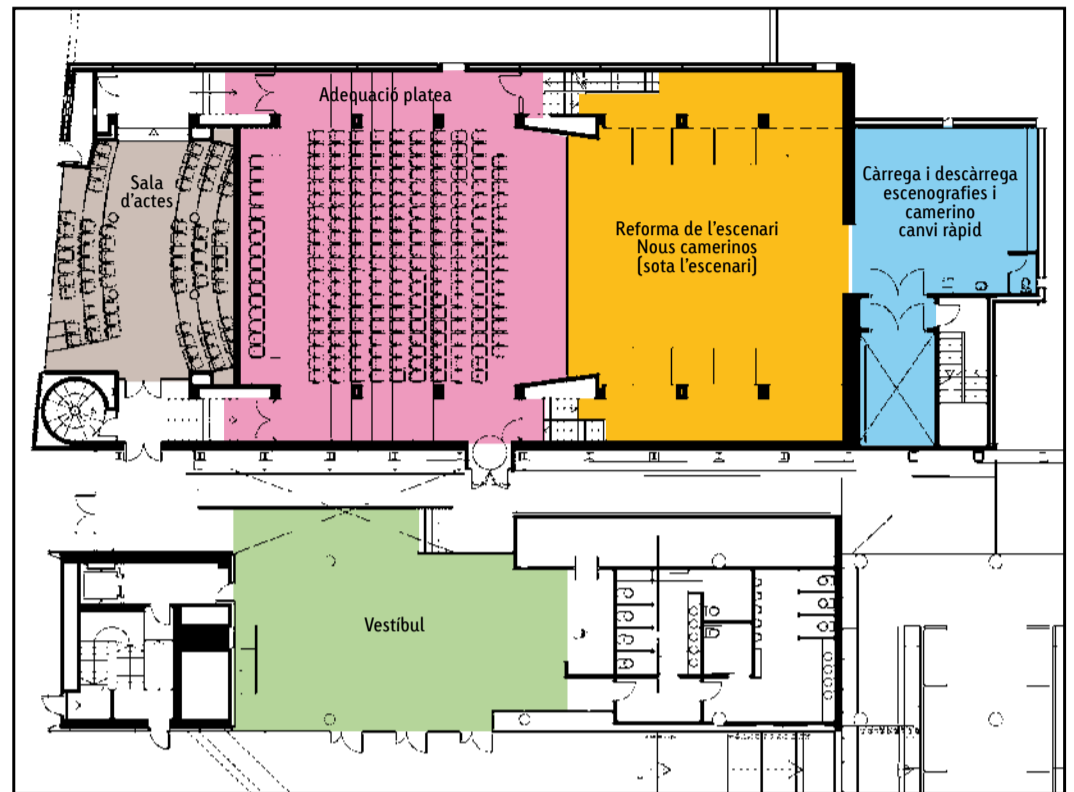 Adequació platea
Sala
d'actes
Reforma de l'escenari
Nous camerinos
(sota l'escenari)
Càrrega i descàrrega
escenografies i
camerino
canvi ràpid
Vestíbul